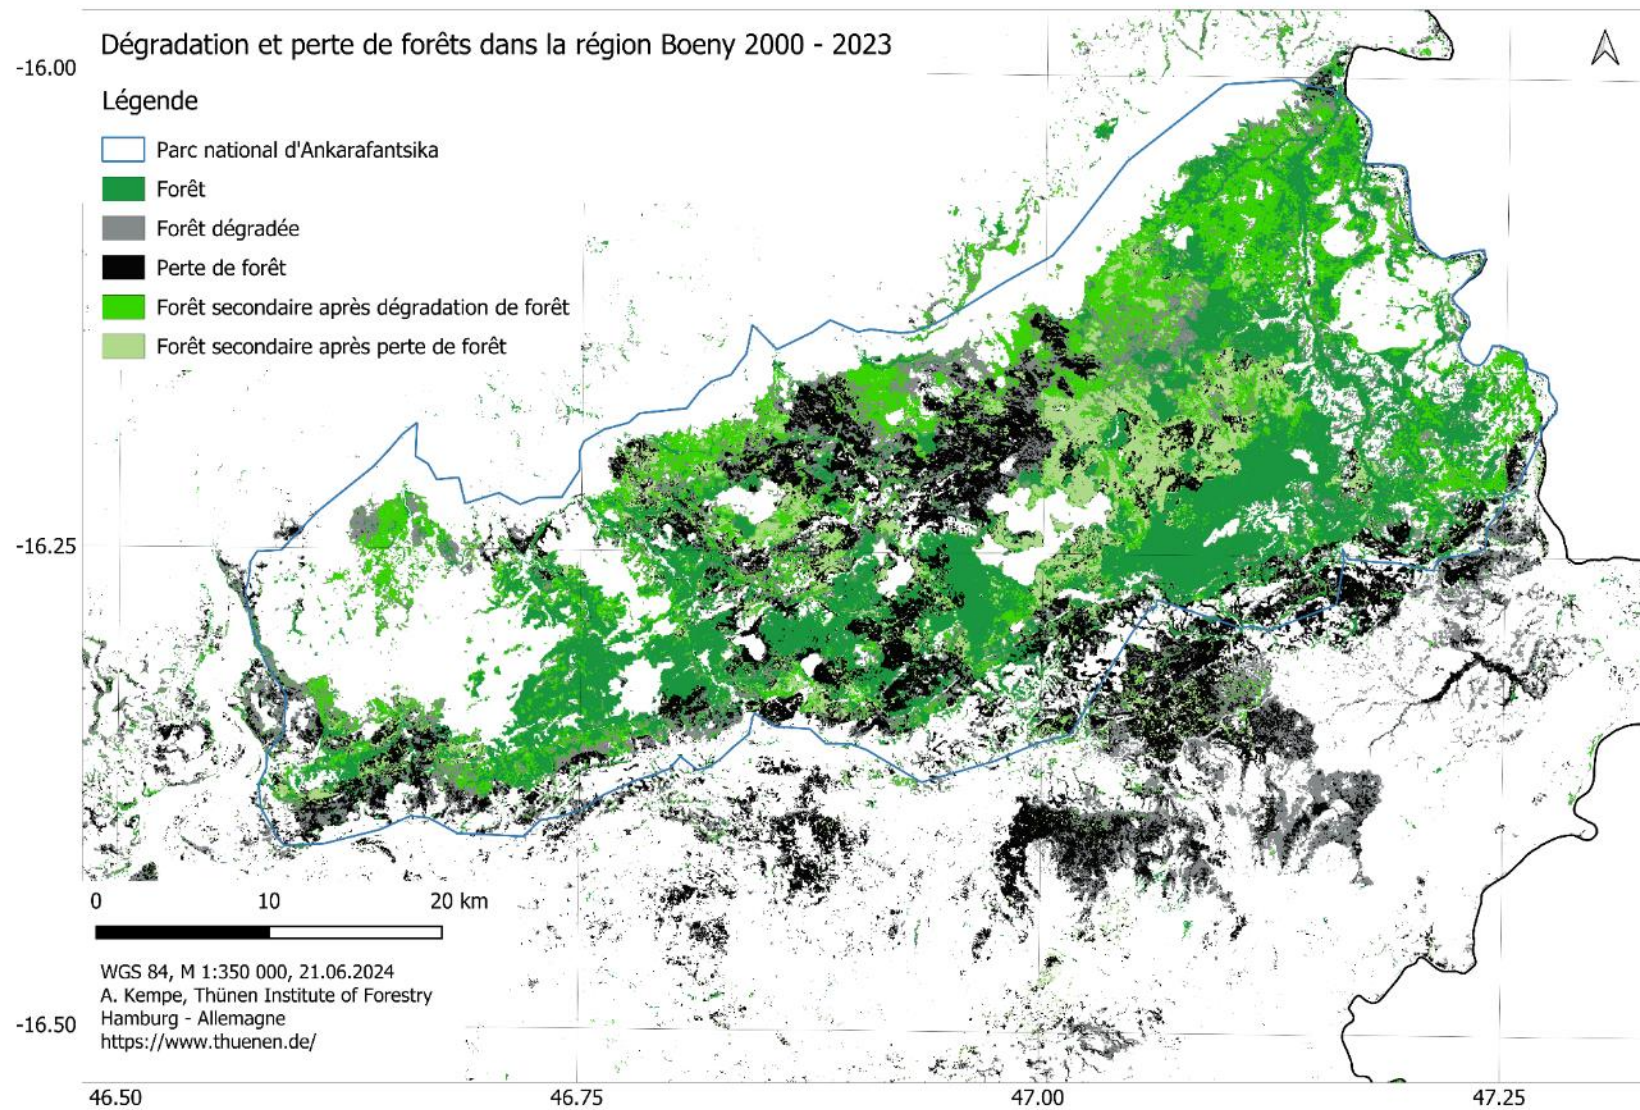 Dégradation et perte de forêts dans la région Boeny 2000 - 2023
-16.00
Légende
Parc national d'Ankarafantsika
Forêt
Forêt dégradée
Perte de forêt
Forêt secondaire après dégradation de forêt
Forêt secondaire après perte de forêt
-16.25
0 10 20 km
WGS 84, M 1:350 000, 21.06.2024
A. Kempe, Thünen Institute of Forestry
-16.50
Hamburg - Allemagne
https://www.thuenen.de/
46.50 46.75 47.00 47.25